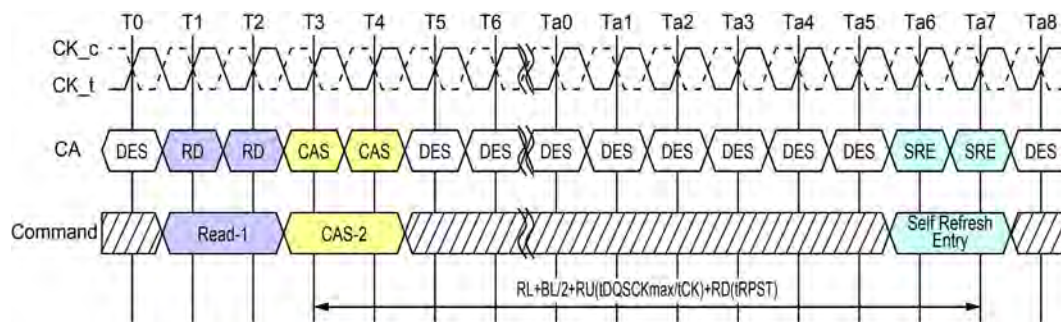 T0 T1 T2 T3 T4 T5 T6 Ta0 Ta1 Ta2 Ta3 Ta4 Ta5 Ta6 Ta7 Ta8
CK_c
CK_t
CA DES RD RD CAS CAS DES DES DES DES DES DES DES DES SRE SRE DES
Command Read-1 CAS-2 Self Refresh
Entry
RL+BL/2+RU(tDQSCKmax/tCK)+RD(tRPST)